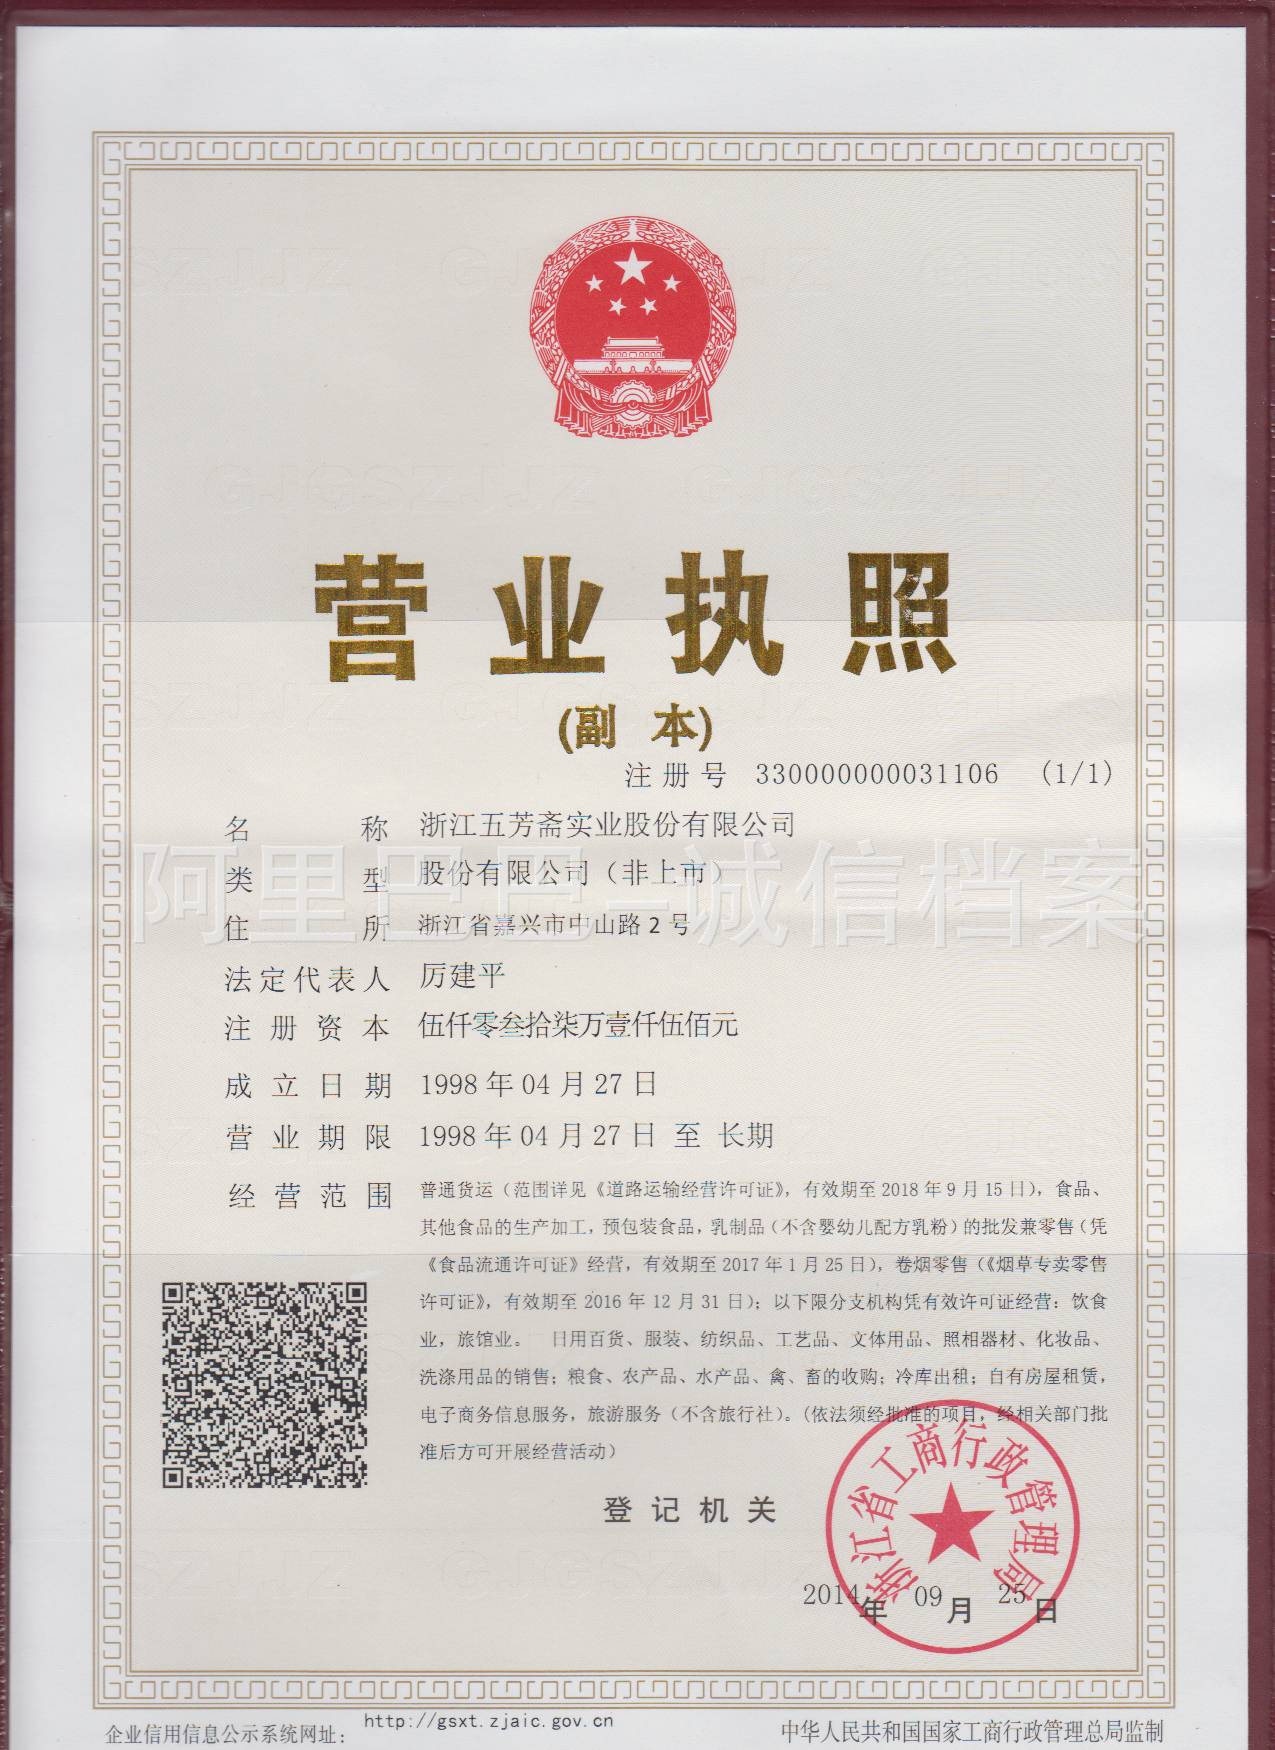 营业执照
(副 本)
注册号 330000000031106 (1/1)
名称 浙江五芳斋实业股份有限公司
类型 股份有限公司（非上市）
阿里巴巴-诚信档案
住所 浙江省嘉兴市中山路2号
法定代表人 厉建平
注册资本 伍仟零叁拾柒万壹仟伍佰元
成立日期 1998年04月27日
营业期限 1998年04月27日 至 长期
经营范围 普通货运（范围详见《道路运输经营许可证》，有效期至2018年9月15日），食品、
其他食品的生产加工，预包装食品，乳制品（不含婴幼儿配方乳粉）的批发兼零售（凭
《食品流通许可证》经营，有效期至2017年1月25日），卷烟零售（《烟草专卖零售
许可证》，有效期至2016年12月31日）；以下限分支机构凭有效许可证经营：饮食
业，旅馆业。 日用百货、服装、纺织品、工艺品、文体用品、照相器材、化妆品、
洗涤用品的销售；粮食、农产品、水产品、禽、畜的收购；冷库出租；自有房屋租赁，
电子商务信息服务，旅游服务（不含旅行社）。（依法须经批准的项目，经相关部门批
准后方可开展经营活动）
登记机关
浙江省工商行政管理局
2014年09月25日
企业信用信息公示系统网址： http://gsxt.zjaic.gov.cn
中华人民共和国国家工商行政管理总局监制